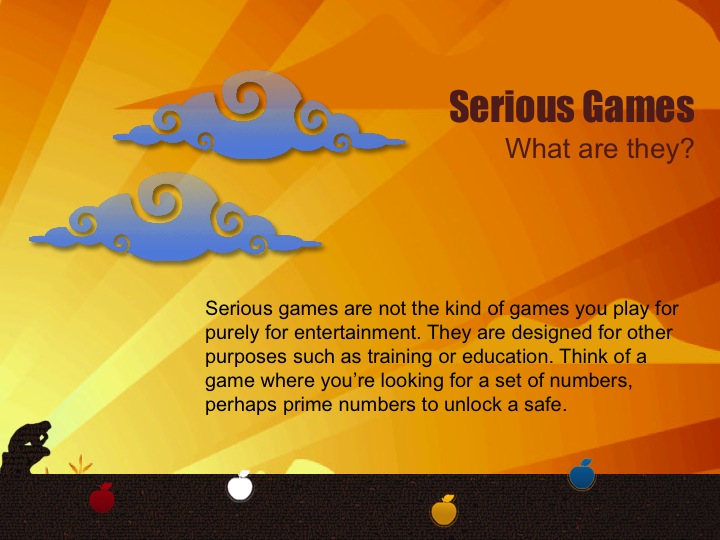 Serious Games
What are they?
Serious games are not the kind of games you play for
purely for entertainment. They are designed for other
purposes such as training or education. Think of a
game where you’re looking for a set of numbers,
perhaps prime numbers to unlock a safe.